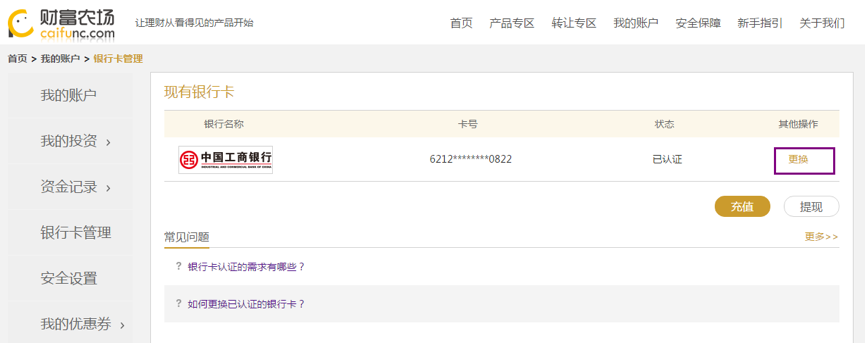 财富农场
caifunc.com
让理财从看得见的产品开始
首页 产品专区 转让专区 我的账户 安全保障 新手指引 关于我们
首页 > 我的账户 > 银行卡管理
我的账户
我的投资 >
资金记录 >
银行卡管理
安全设置
我的优惠券 >
现有银行卡
银行名称 卡号 状态 其他操作
中国工商银行
INDUSTRIAL AND COMMERCIAL BANK OF CHINA
6212********0822 已认证 更换
充值 提现
常见问题 更多>>
? 银行卡认证的需求有哪些？
? 如何更换已认证的银行卡？